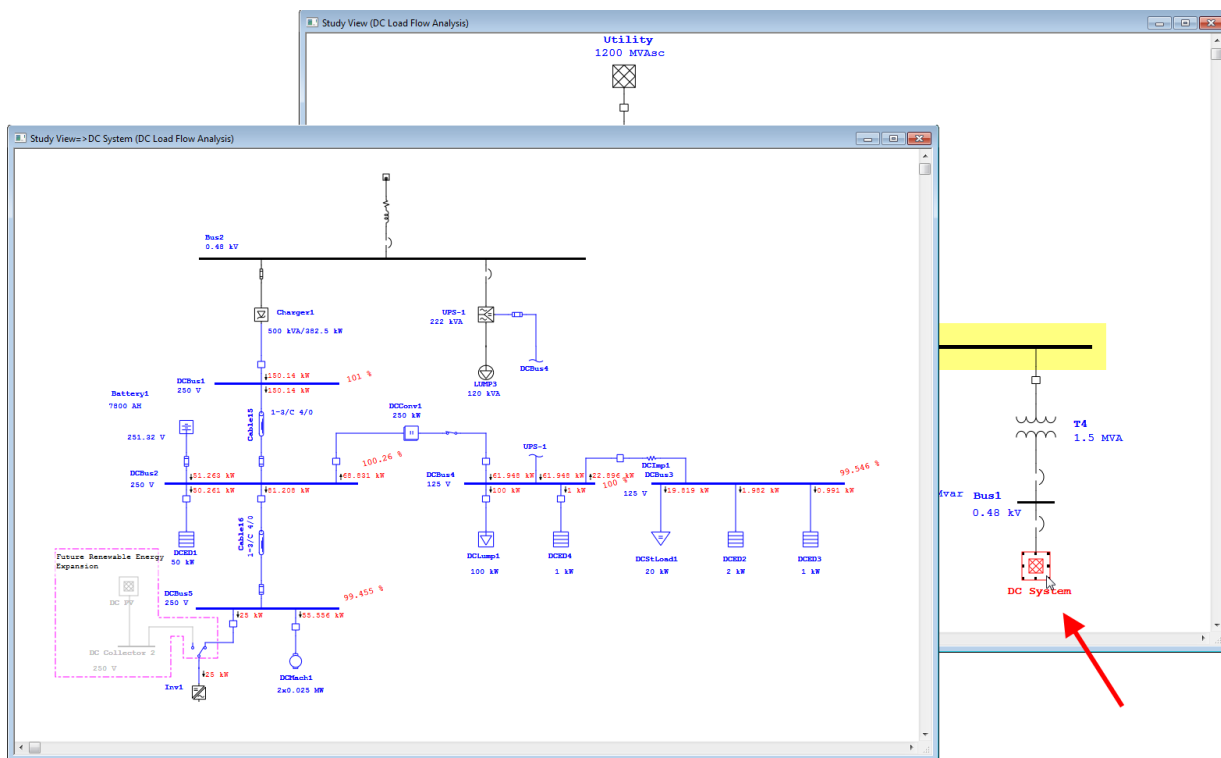 Study View (DC Load Flow Analysis)
Utility
1200 MVAsc
Study View=>DC System (DC Load Flow Analysis)
Bus2
0.48 kV
Charger1
500 kVA/382.5 kW
UPS-1
222 kVA
DCBus4
LUMP3
120 kVA
DCBus1
250 V
150.14 kW
150.14 kW
101 %
Battery1
7800 AH
251.32 V
Cable15
1-3/C 4/0
DCConv1
250 kW
UPS-1
DCBus2
250 V
51.263 kW
50.261 kW
81.208 kW
68.831 kW
100.26 %
DCBus4
125 V
61.948 kW
61.948 kW
22.896 kW
100 kW
1 kW
100 %
DCImp1
DCBus3
125 V
19.819 kW
1.982 kW
0.991 kW
99.546 %
DCED1
50 kW
Cable16
1-3/C 4/0
DCLump1
100 kW
DCED4
1 kW
DCStLoad1
20 kW
DCED2
2 kW
DCED3
1 kW
Future Renewable Energy
Expansion
DC PV
DC Collector 2
250 V
DCBus5
250 V
25 kW
55.556 kW
99.455 %
25 kW
Inv1
DCMach1
2x0.025 MW
T4
1.5 MVA
Mvar
Bus1
0.48 kV
DC System